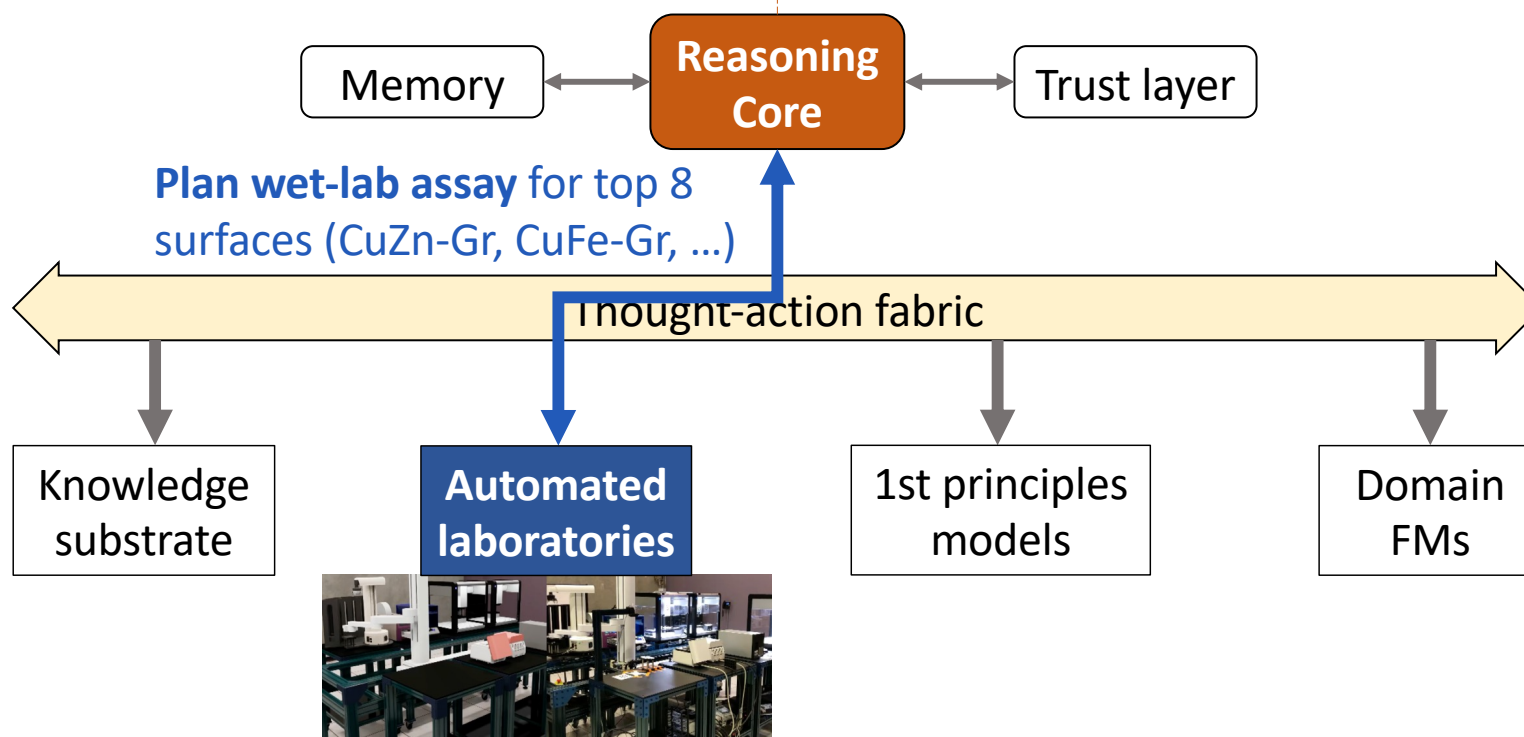 Memory
Reasoning
Core
Trust layer
Plan wet-lab assay for top 8
surfaces (CuZn-Gr, CuFe-Gr, …)
Thought-action fabric
Knowledge
substrate
Automated
laboratories
1st principles
models
Domain
FMs